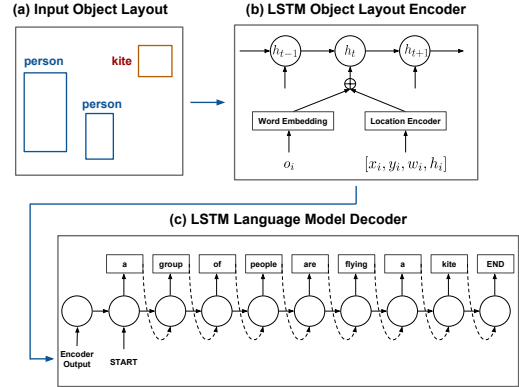 (a) Input Object Layout
person
kite
person
(b) LSTM Object Layout Encoder
h_{t-1} h_t h_{t+1}
Word Embedding Location Encoder
o_i [x_i, y_i, w_i, h_i]
(c) LSTM Language Model Decoder
a group of people are flying a kite END
Encoder
Output START